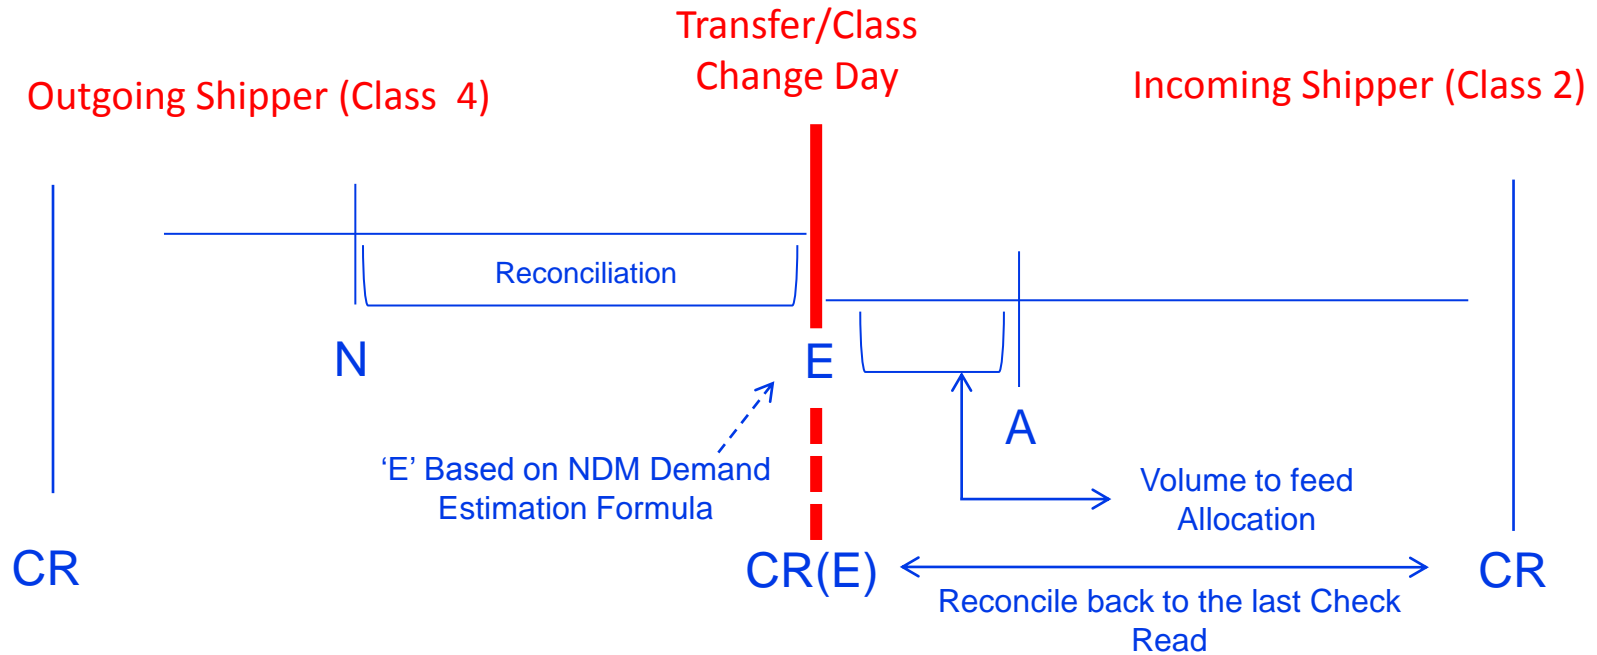 Transfer/Class
Change Day
Outgoing Shipper (Class  4)
Incoming Shipper (Class 2)
Reconciliation
N
E
A
‘E’ Based on NDM Demand
Estimation Formula
Volume to feed
Allocation
CR
CR(E)
CR
Reconcile back to the last Check
Read